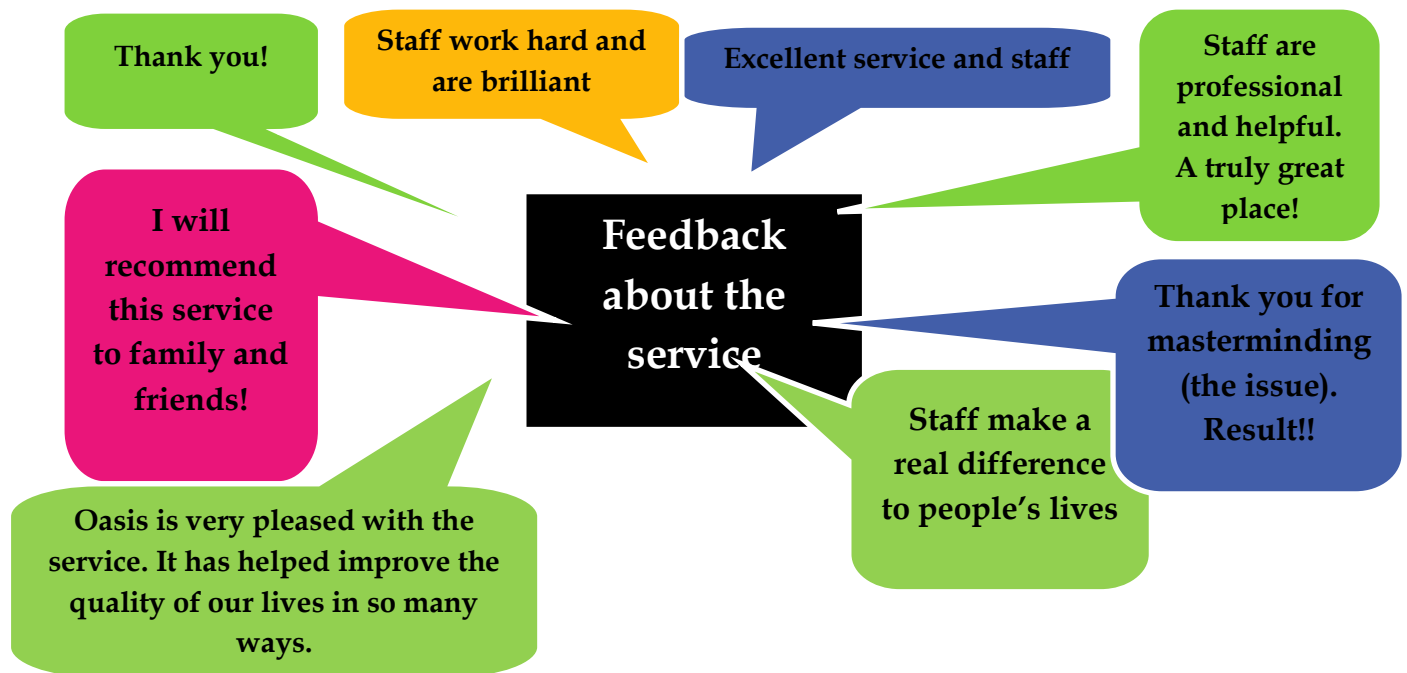 Thank you!
Staff work hard and
are brilliant
Excellent service and staff
Staff are
professional
and helpful.
A truly great
place!
I will
recommend
this service
to family and
friends!
Feedback
about the
service
Thank you for
masterminding
(the issue).
Result!!
Staff make a
real difference
to people’s lives
Oasis is very pleased with the
service. It has helped improve the
quality of our lives in so many
ways.